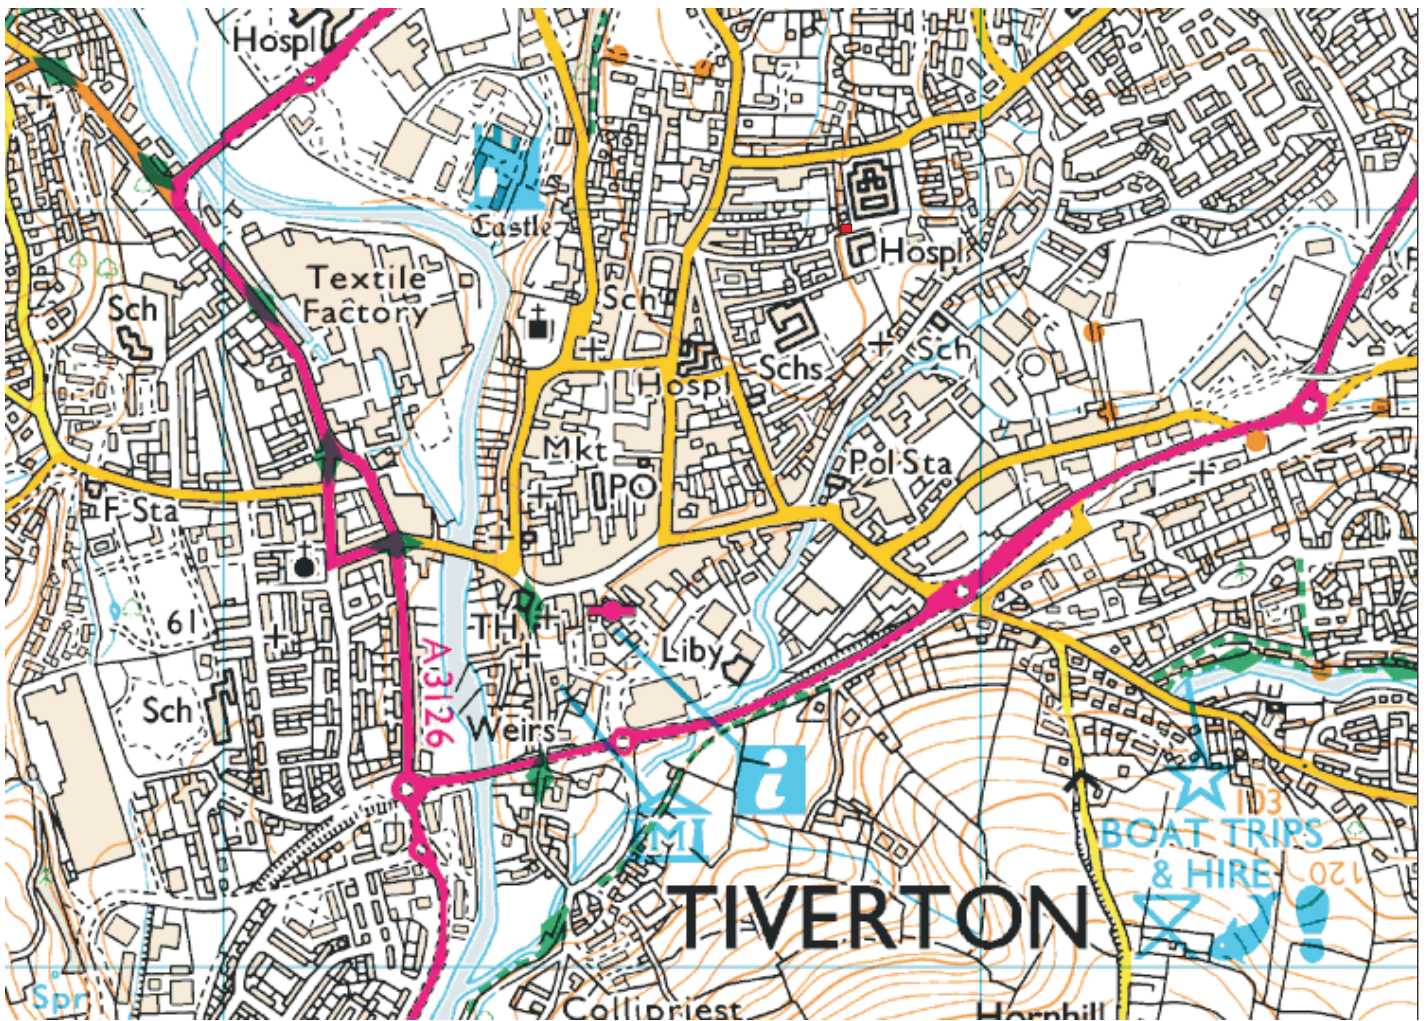 Hospl
Castle
Textile
Factory
Sch
Sch
Hospl
Hospl
Schs
Sch
Mkt
PO
Pol Sta
F Sta
61
TH
Liby
A3126
Sch
Weirs
i
M
103
BOAT TRIPS
& HIRE
120
TIVERTON
Spr
Collipriest
Hornhill